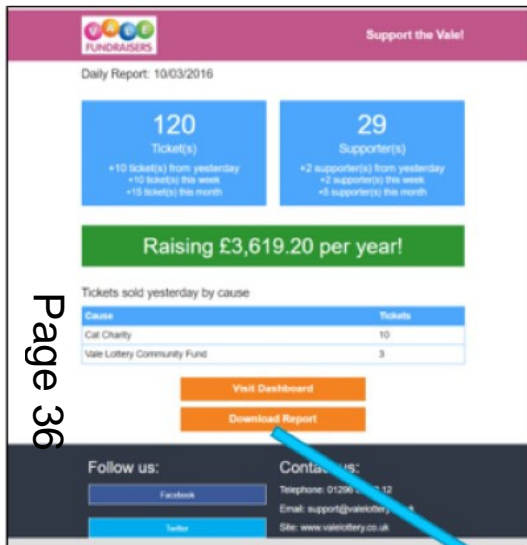 VALE
FUNDRAISERS
Support the Vale!
Daily Report: 10/03/2016
120
Ticket(s)
+10 ticket(s) from yesterday
+10 ticket(s) this week
+15 ticket(s) this month
29
Supporter(s)
+2 supporter(s) from yesterday
+2 supporter(s) this week
+5 supporter(s) this month
Raising £3,619.20 per year!
Tickets sold yesterday by cause
Cause Tickets
Cat Charity 10
Vale Lottery Community Fund 3
Visit Dashboard
Download Report
Page 36
Follow us:
Facebook
Twitter
Telephone: 01296
Email:
Site: www.valelottery.co.uk